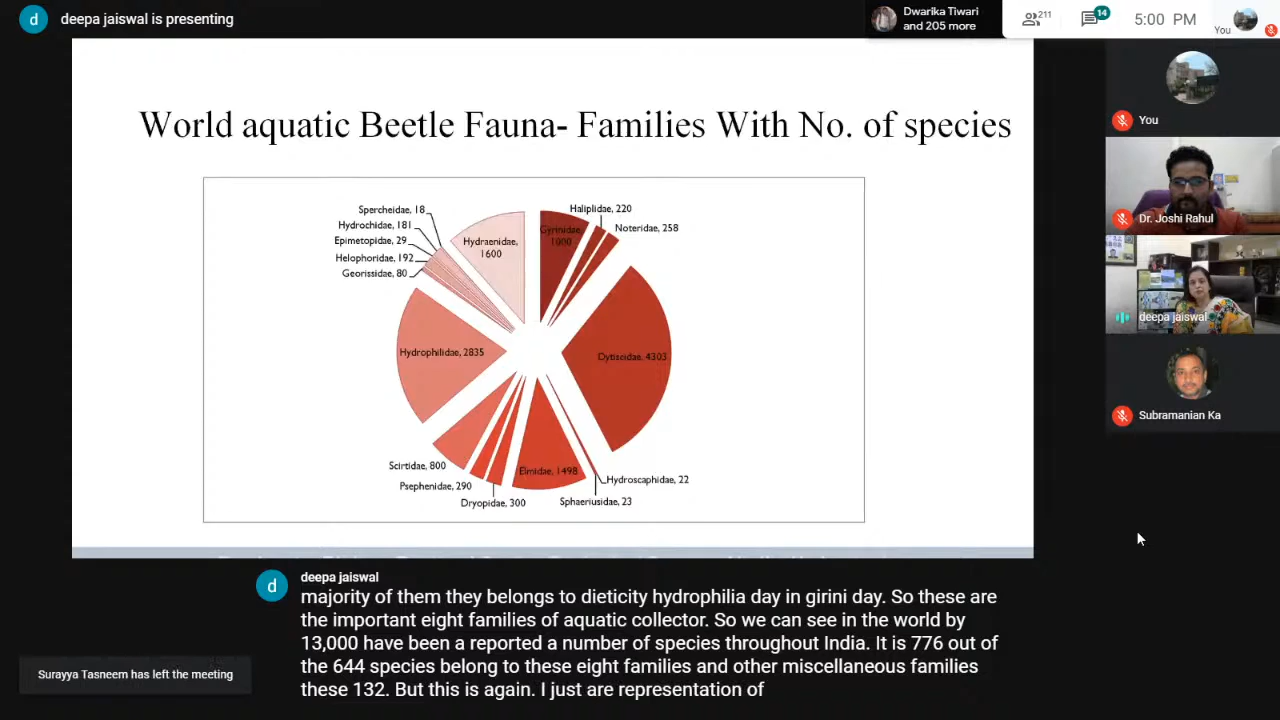 d
deepa jaiswal is presenting
Dwarika Tiwari
and 205 more
211
14
5:00 PM
You
World aquatic Beetle Fauna- Families With No. of species
Spercheidae, 18
Hydrochidae, 181
Epimetopidae, 29
Helophoridae, 192
Georissidae, 80
Hydraenidae,
1600
Gyrinidae,
1000
Haliplidae, 220
Noteridae, 258
Hydrophilidae, 2835
Dytiscidae, 4303
Scirtidae, 800
Psephenidae, 290
Dryopidae, 300
Elmidae, 1498
Sphaeriusidae, 23
Hydroscaphidae, 22
You
Dr. Joshi Rahul
deepa jaiswal
Subramanian Ka
d
deepa jaiswal
majority of them they belongs to dieticity hydrophilia day in girini day. So these are
the important eight families of aquatic collector. So we can see in the world by
13,000 have been a reported a number of species throughout India. It is 776 out of
the 644 species belong to these eight families and other miscellaneous families
these 132. But this is again. I just are representation of
Surayya Tasneem has left the meeting